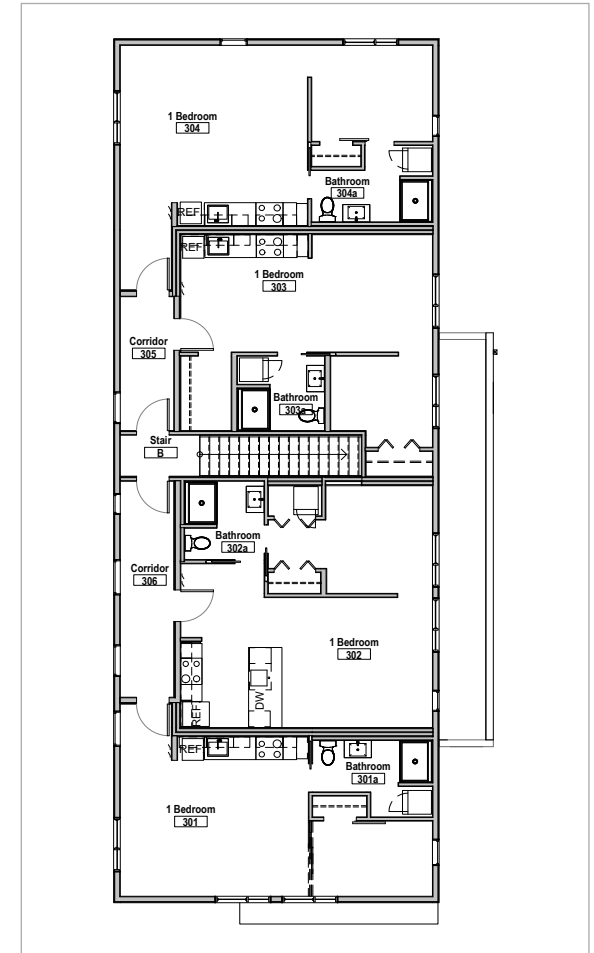 1 Bedroom
304
Bathroom
304a
REF
REF
1 Bedroom
303
Corridor
305
Bathroom
303a
Stair
B
Bathroom
302a
Corridor
306
1 Bedroom
302
DW
REF
REF
Bathroom
301a
1 Bedroom
301